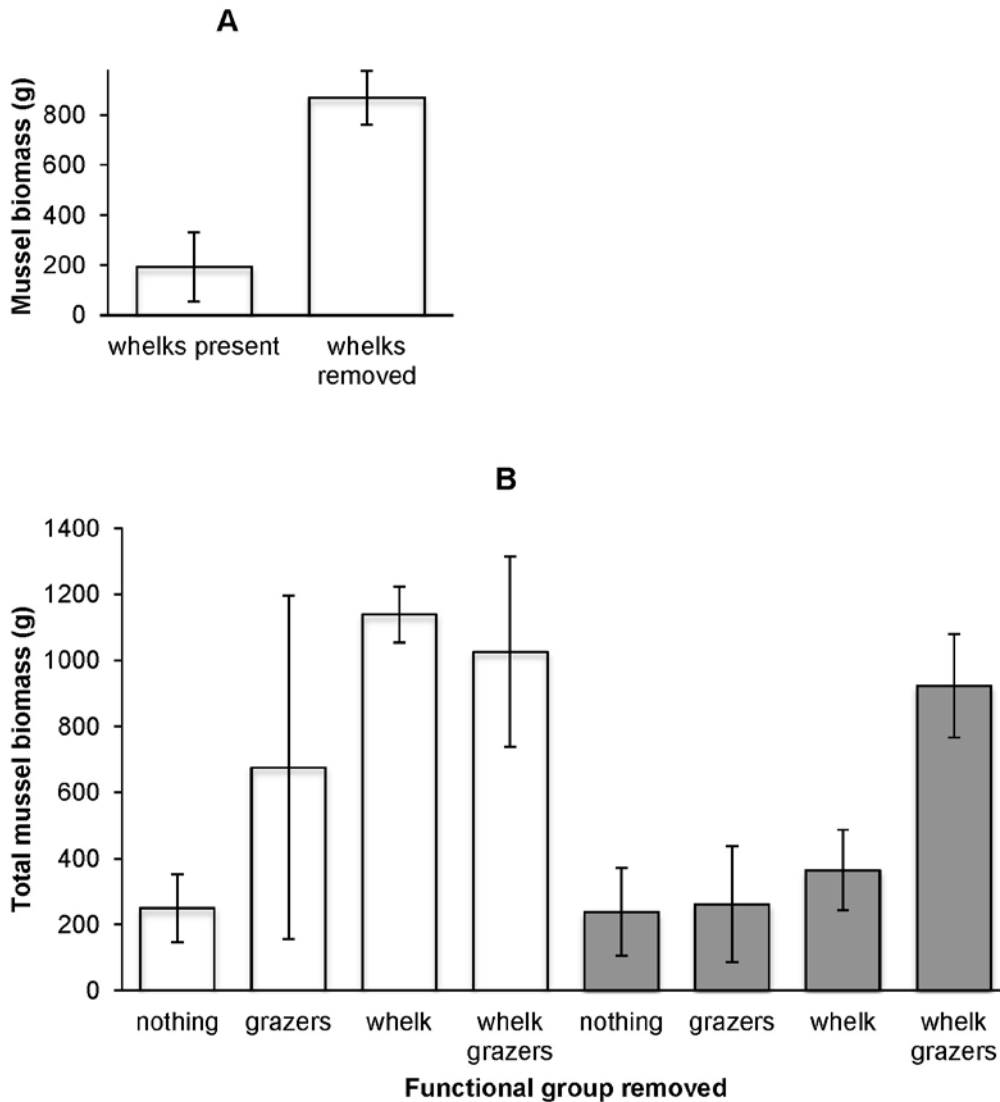 A
Mussel biomass (g)
800
600
400
200
0
whelks present
whelks
removed
B
Total mussel biomass (g)
1400
1200
1000
800
600
400
200
0
nothing
grazers
whelk
whelk
grazers
nothing
grazers
whelk
whelk
grazers
Functional group removed